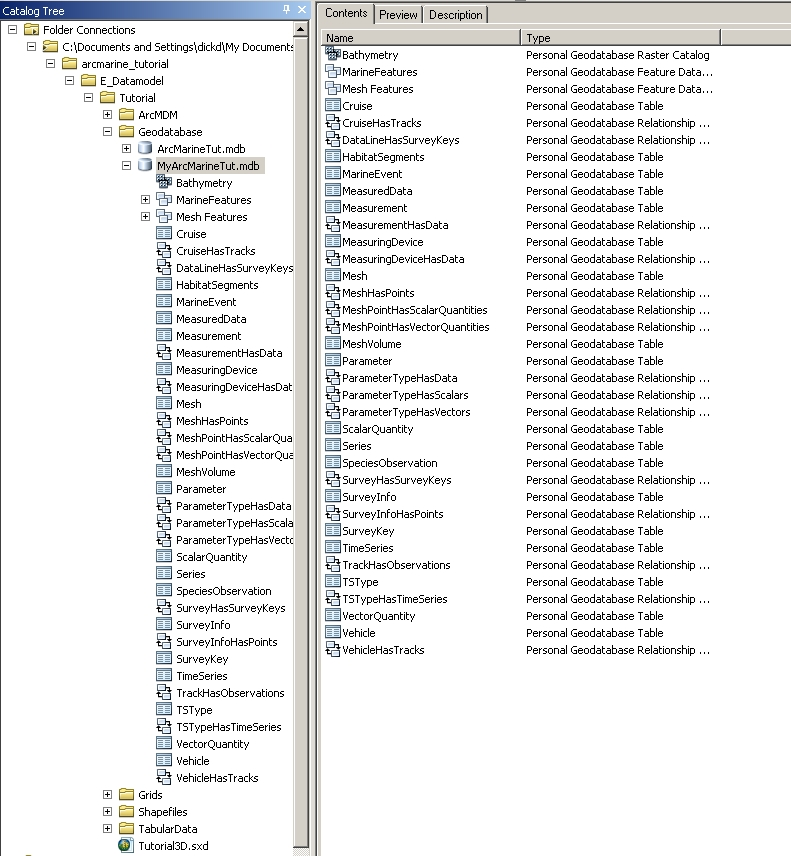 Catalog Tree
Folder Connections
C:\Documents and Settings\dickd\My Documents
arcmarine_tutorial
E_Datamodel
Tutorial
ArcMDM
Geodatabase
ArcMarineTut.mdb
MyArcMarineTut.mdb
Bathymetry
MarineFeatures
Mesh Features
Cruise
CruiseHasTracks
DataLineHasSurveyKeys
HabitatSegments
MarineEvent
MeasuredData
Measurement
MeasurementHasData
MeasuringDevice
MeasuringDeviceHasDat
Mesh
MeshHasPoints
MeshPointHasScalarQua
MeshPointHasVectorQua
MeshVolume
Parameter
ParameterTypeHasData
ParameterTypeHasScala
ParameterTypeHasVecto
ScalarQuantity
Series
SpeciesObservation
SurveyHasSurveyKeys
SurveyInfo
SurveyInfoHasPoints
SurveyKey
TimeSeries
TrackHasObservations
TSType
TSTypeHasTimeSeries
VectorQuantity
Vehicle
VehicleHasTracks
Grids
Shapefiles
TabularData
Tutorial3D.sxd
Contents Preview Description
Name Type
Bathymetry Personal Geodatabase Raster Catalog
MarineFeatures Personal Geodatabase Feature Data...
Mesh Features Personal Geodatabase Feature Data...
Cruise Personal Geodatabase Table
CruiseHasTracks Personal Geodatabase Relationship ...
DataLineHasSurveyKeys Personal Geodatabase Relationship ...
HabitatSegments Personal Geodatabase Table
MarineEvent Personal Geodatabase Table
MeasuredData Personal Geodatabase Table
Measurement Personal Geodatabase Table
MeasurementHasData Personal Geodatabase Relationship ...
MeasuringDevice Personal Geodatabase Table
MeasuringDeviceHasData Personal Geodatabase Relationship ...
Mesh Personal Geodatabase Table
MeshHasPoints Personal Geodatabase Relationship ...
MeshPointHasScalarQuantities Personal Geodatabase Relationship ...
MeshPointHasVectorQuantities Personal Geodatabase Relationship ...
MeshVolume Personal Geodatabase Table
Parameter Personal Geodatabase Table
ParameterTypeHasData Personal Geodatabase Relationship ...
ParameterTypeHasScalars Personal Geodatabase Relationship ...
ParameterTypeHasVectors Personal Geodatabase Relationship ...
ScalarQuantity Personal Geodatabase Table
Series Personal Geodatabase Table
SpeciesObservation Personal Geodatabase Table
SurveyHasSurveyKeys Personal Geodatabase Relationship ...
SurveyInfo Personal Geodatabase Table
SurveyInfoHasPoints Personal Geodatabase Relationship ...
SurveyKey Personal Geodatabase Table
TimeSeries Personal Geodatabase Table
TrackHasObservations Personal Geodatabase Relationship ...
TSType Personal Geodatabase Table
TSTypeHasTimeSeries Personal Geodatabase Relationship ...
VectorQuantity Personal Geodatabase Table
Vehicle Personal Geodatabase Table
VehicleHasTracks Personal Geodatabase Relationship ...